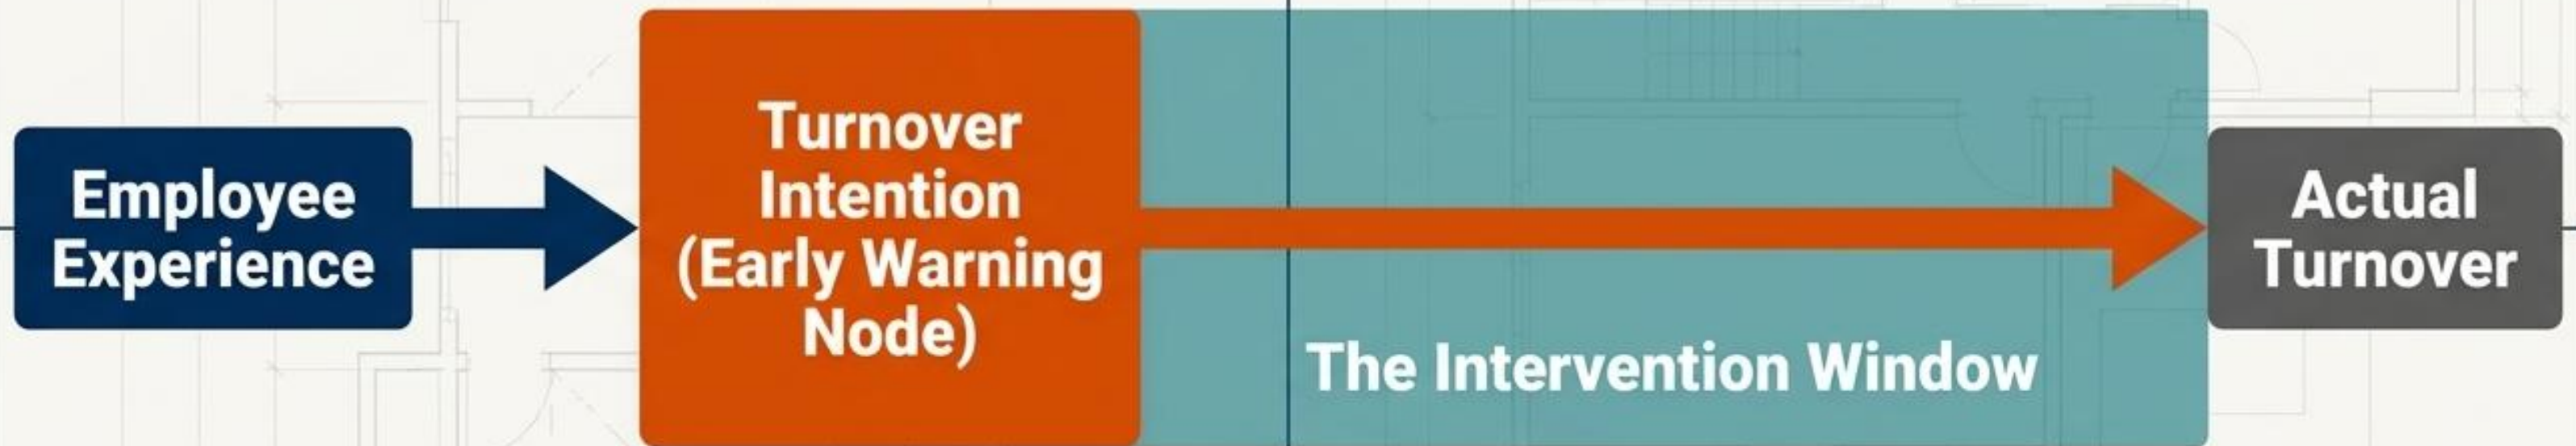 Employee
Experience
Turnover
Intention
(Early Warning
Node)
The Intervention Window
Actual
Turnover